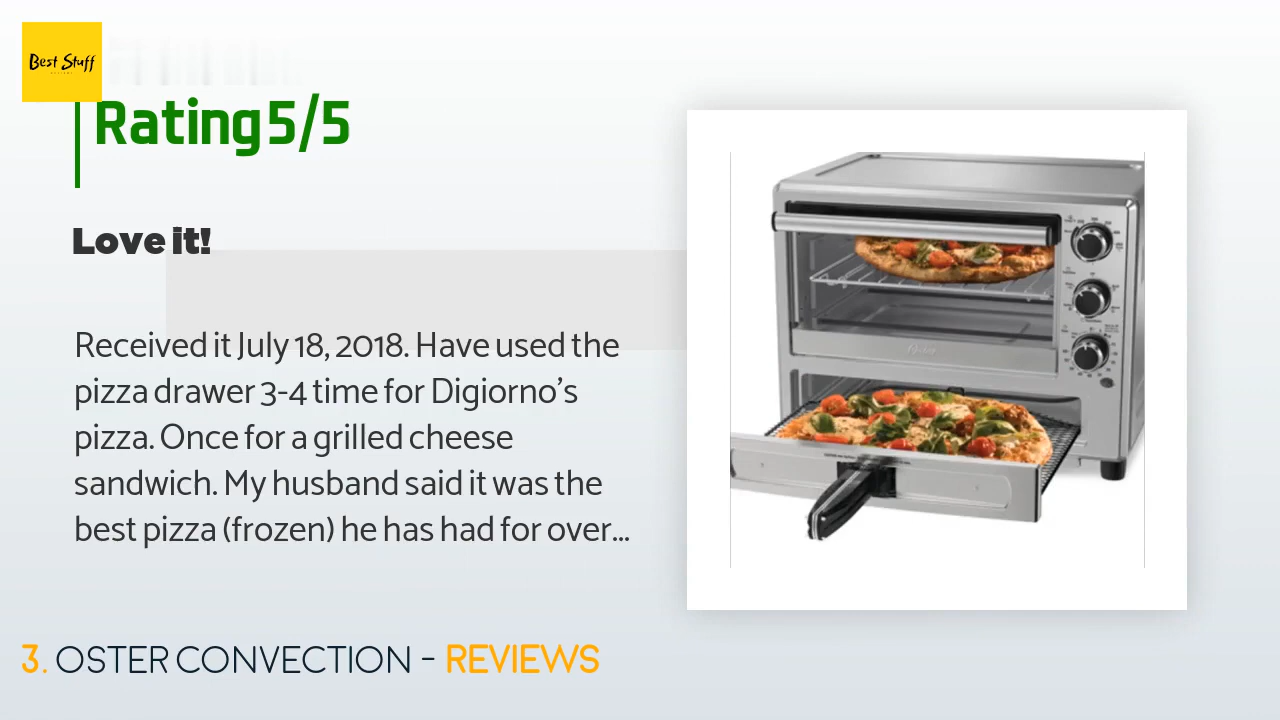 Best Stuff
Rating 5/5
Love it!
Received it July 18, 2018. Have used the
pizza drawer 3-4 time for Digiorno's
pizza. Once for a grilled cheese
sandwich. My husband said it was the
best pizza (frozen) he has had for over...
Oster
3. OSTER CONVECTION - REVIEWS